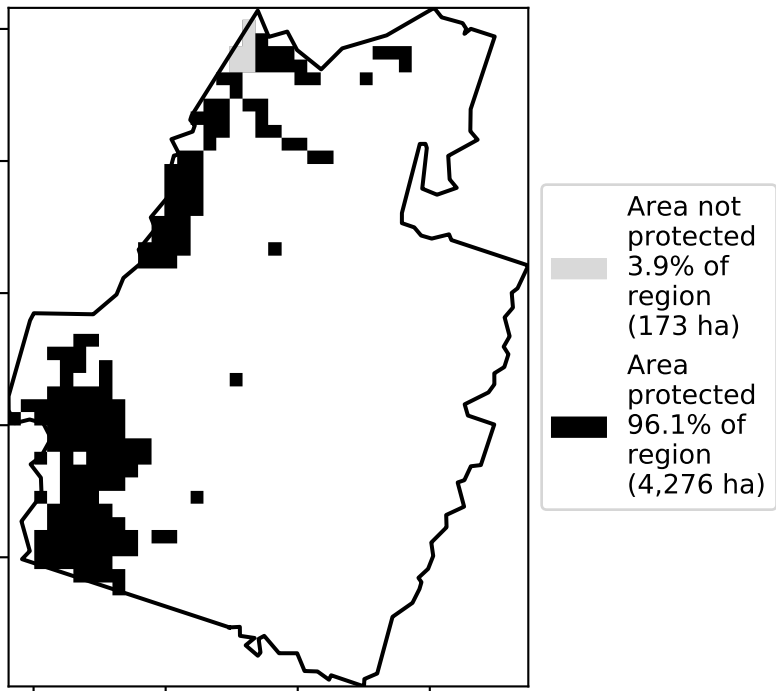 Area not
protected
3.9% of
region
(173 ha)
Area
protected
96.1% of
region
(4,276 ha)